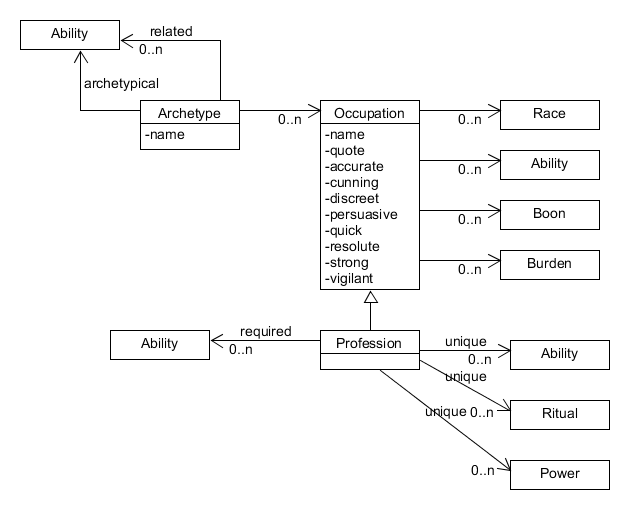 Ability
related
0..n
archetypical
Archetype
-name
0..n
Occupation
-name
-quote
-accurate
-cunning
-discreet
-persuasive
-quick
-resolute
-strong
-vigilant
0..n
Race
0..n
Ability
0..n
Boon
0..n
Burden
Ability
required
0..n
Profession
unique
0..n
Ability
unique
0..n
Ritual
unique
0..n
Power